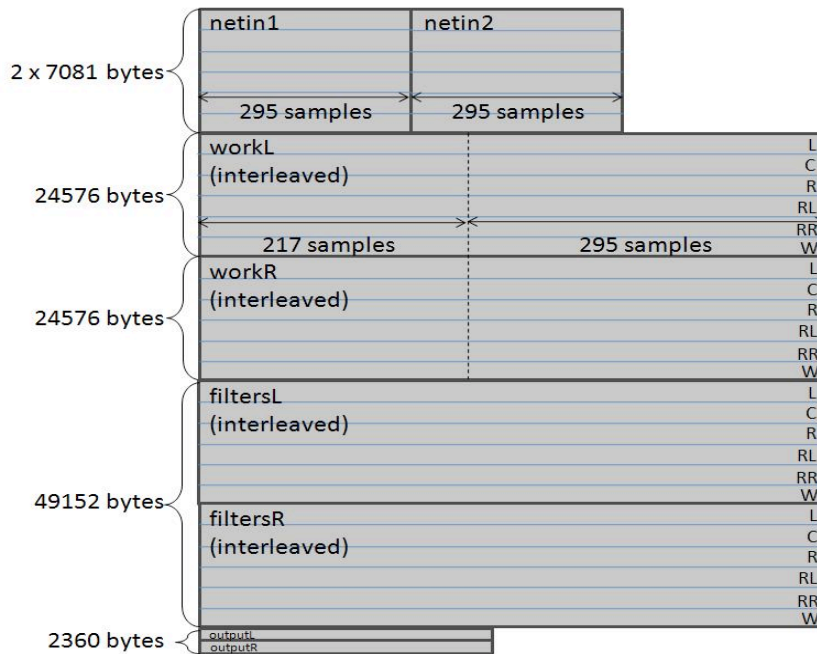 netin1
netin2
2 x 7081 bytes
295 samples
295 samples
workL
(interleaved)
L
C
R
RL
RR
W
24576 bytes
217 samples
295 samples
workR
(interleaved)
L
C
R
RL
RR
W
24576 bytes
filtersL
(interleaved)
L
C
R
RL
RR
W
49152 bytes
filtersR
(interleaved)
L
C
R
RL
RR
W
2360 bytes
outputL
outputR